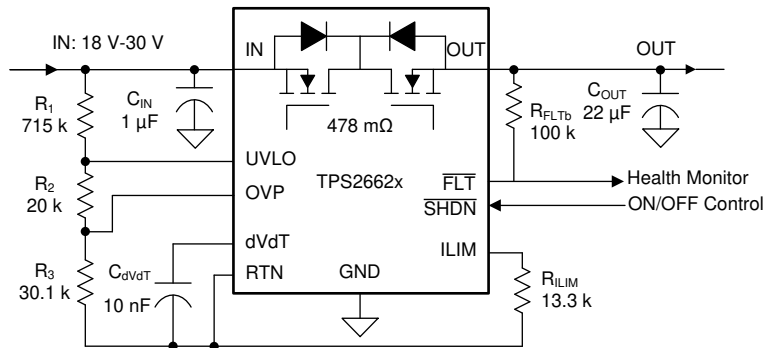 IN: 18 V-30 V
IN
OUT
OUT
R1
715 k
CIN
1 µF
478 mΩ
RFLTb
100 k
COUT
22 µF
UVLO
TPS2662x
R2
20 k
OVP
FLT
Health Monitor
SHDN
ON/OFF Control
dVdT
ILIM
R3
30.1 k
CdVdT
10 nF
RTN
GND
RILIM
13.3 k